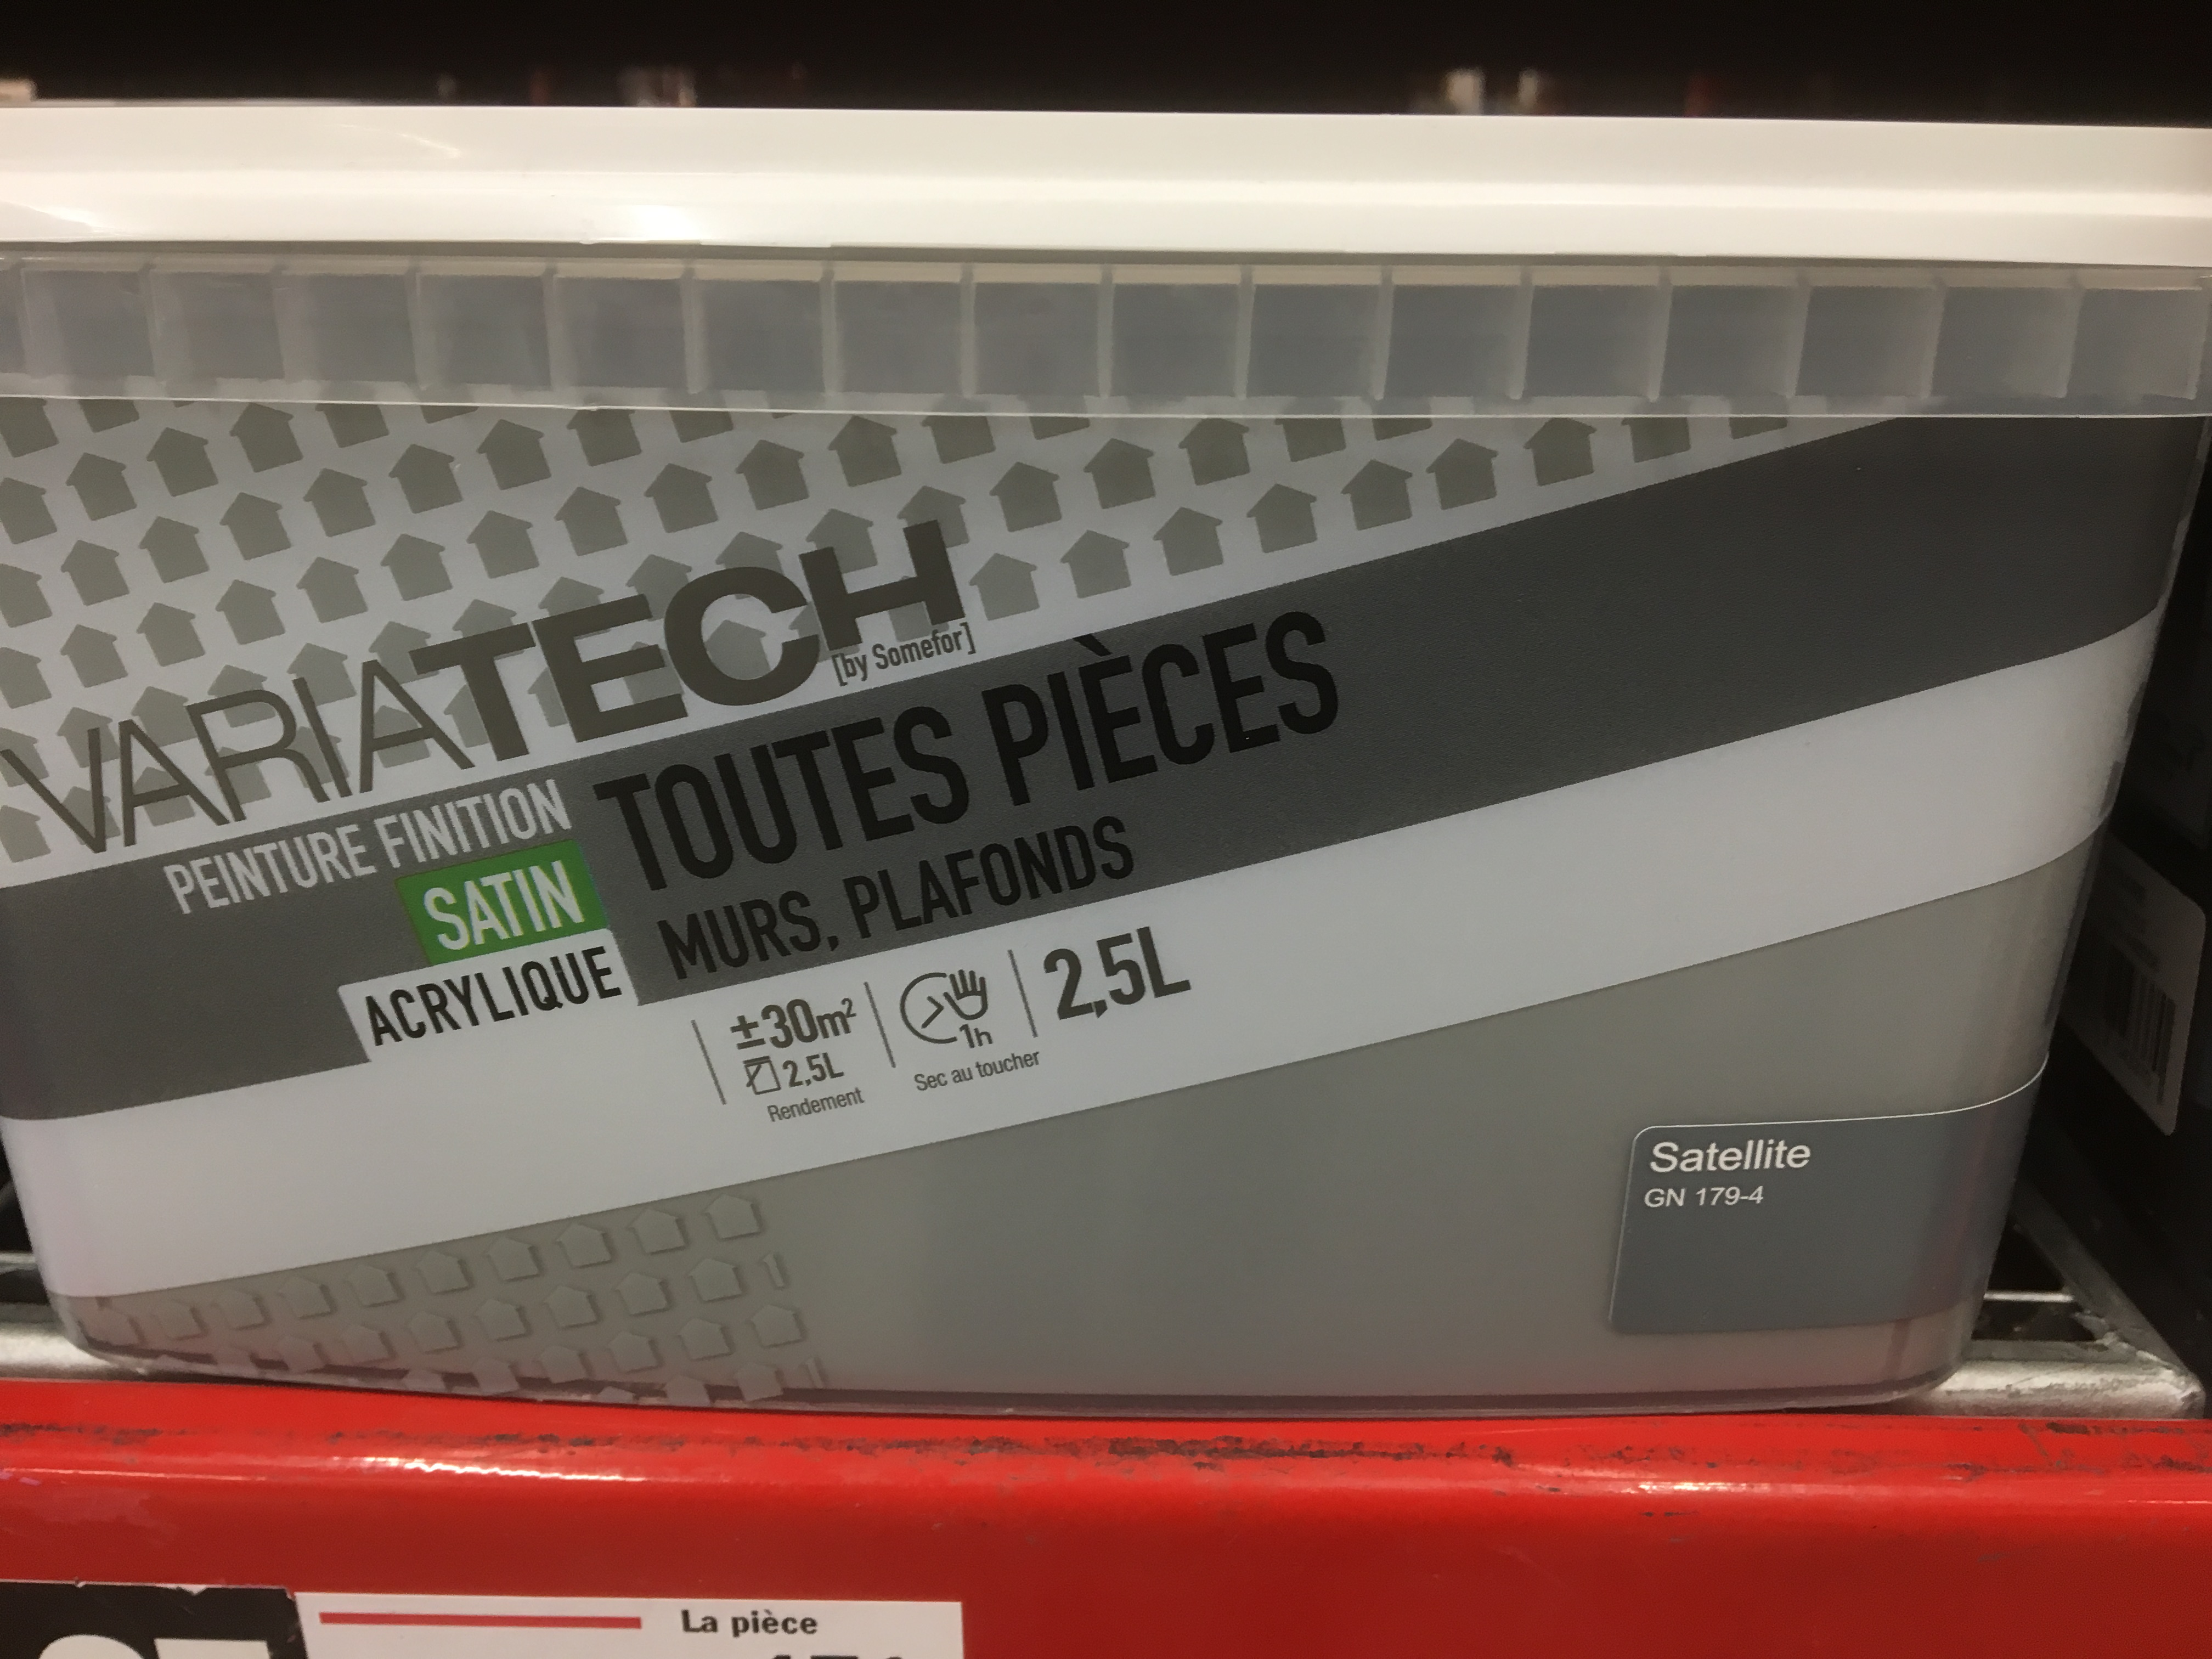 VARIATECH
[by Somefor]
PEINTURE FINITION
SATIN
ACRYLIQUE
TOUTES PIÈCES
MURS, PLAFONDS
±30m²
2,5L
Rendement
1h
Sec au toucher
2,5L
Satellite
GN 179-4
La pièce